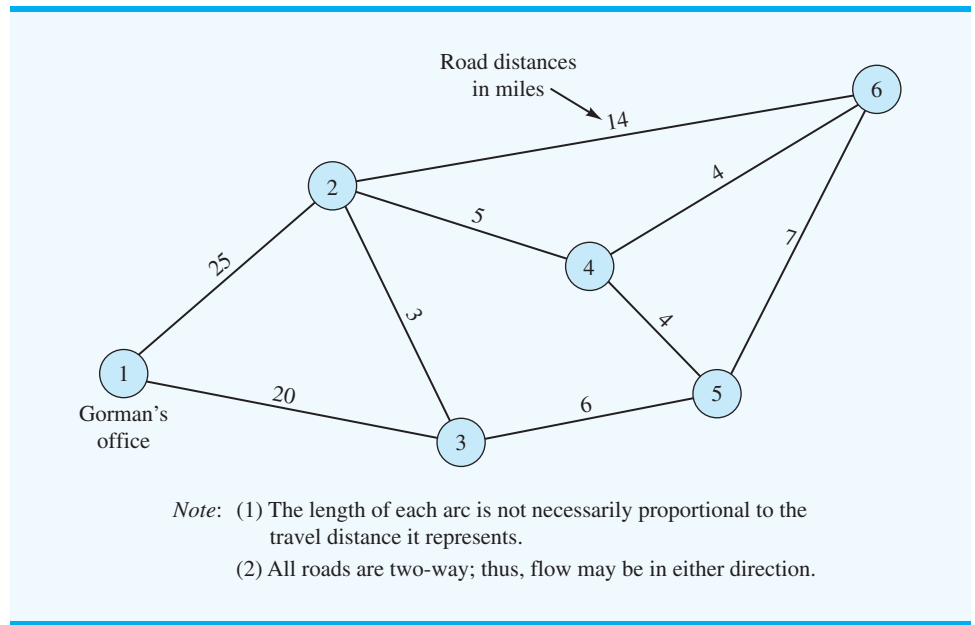 Road distances
in miles
14
6
2
4
5
4
7
25
3
4
1
20
6
5
Gorman's
office
3
Note: (1) The length of each arc is not necessarily proportional to the
travel distance it represents.
(2) All roads are two-way; thus, flow may be in either direction.